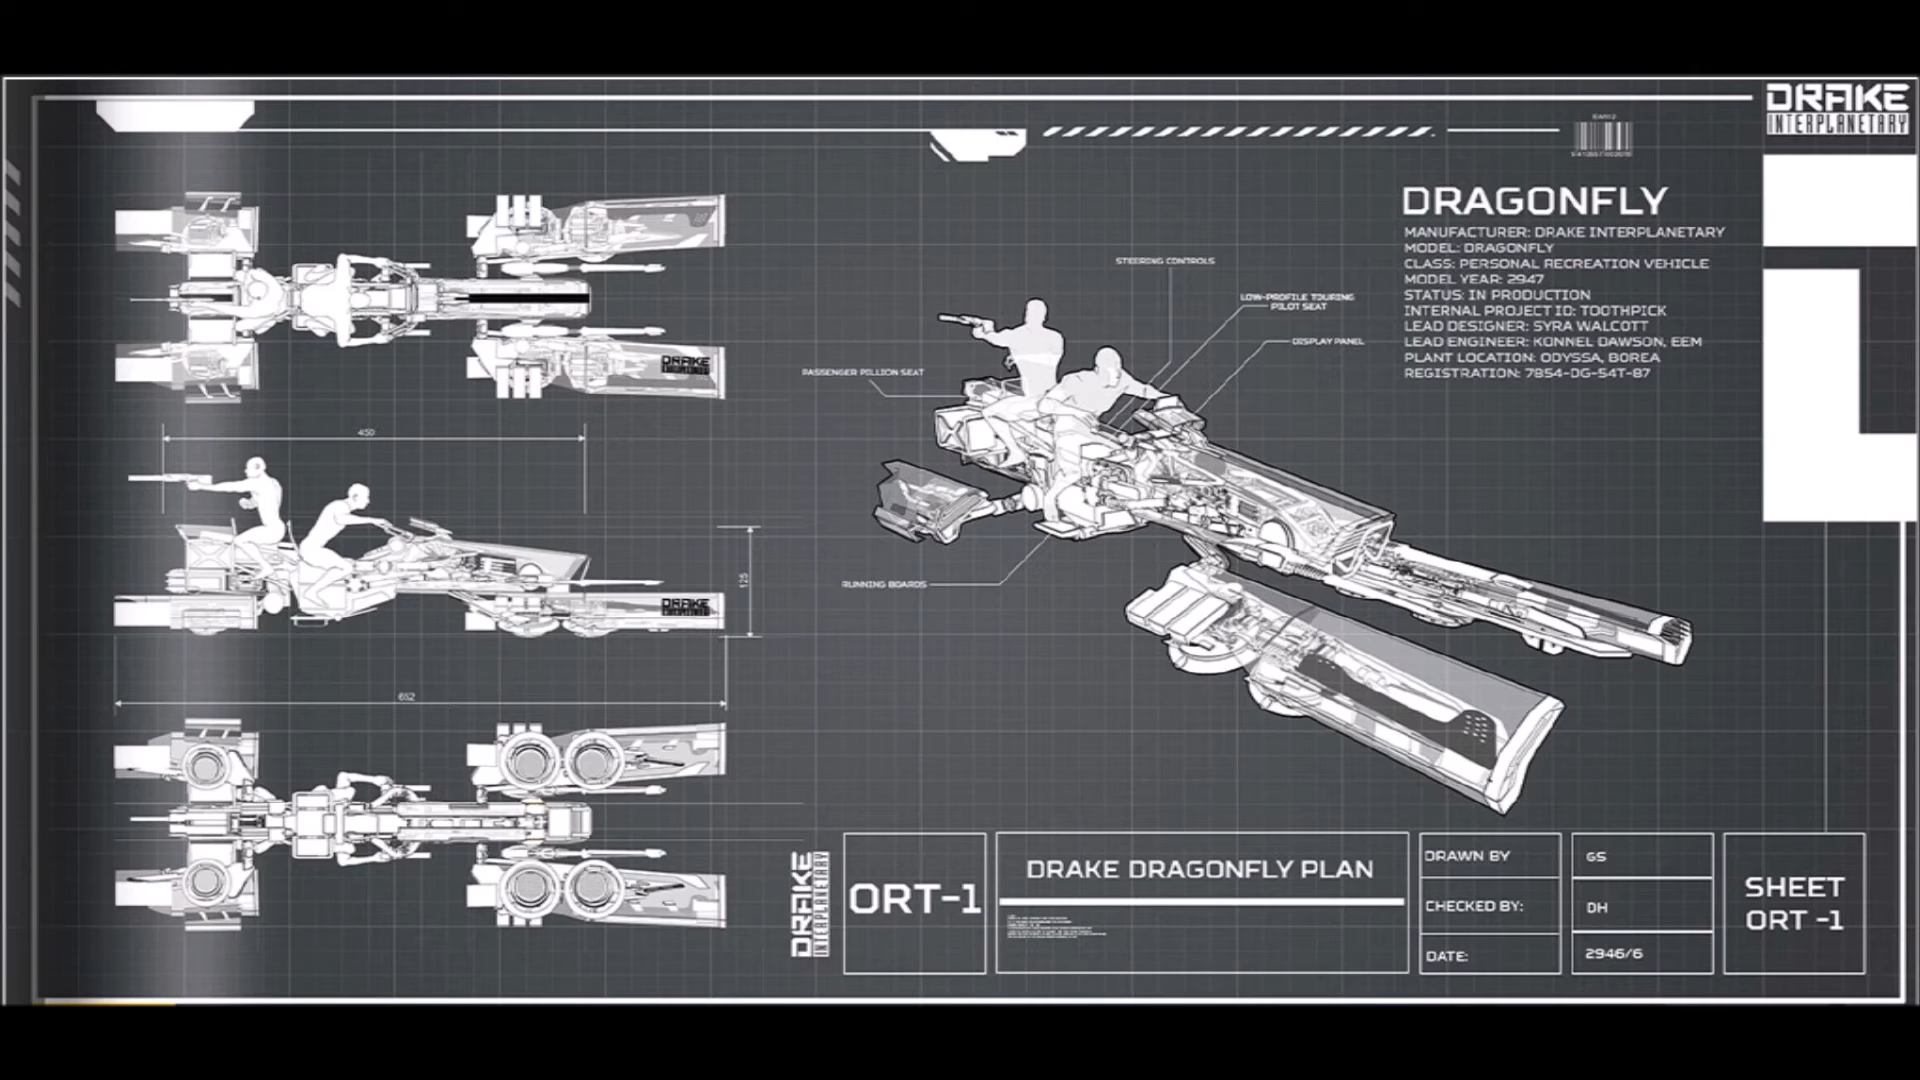 DRAKE
INTERPLANETARY
DRAGONFLY
MANUFACTURER: DRAKE INTERPLANETARY
MODEL: DRAGONFLY
CLASS: PERSONAL RECREATION VEHICLE
MODEL YEAR: 2947
STATUS: IN PRODUCTION
INTERNAL PROJECT ID: TOOTHPICK
LEAD DESIGNER: SYRA WALCOTT
LEAD ENGINEER: KONNEL DAWSON, EEM
PLANT LOCATION: ODYSSA, BOREA
REGISTRATION: 7854-DG-54T-87
STEERING CONTROLS
LOW-PROFILE TOURING
PILOT SEAT
DISPLAY PANEL
PASSENGER PILLION SEAT
RUNNING BOARDS
DRAKE
INTERPLANETARY
450
125
DRAKE
INTERPLANETARY
652
DRAKE
INTERPLANETARY
ORT-1
DRAKE DRAGONFLY PLAN
DRAWN BY
GS
CHECKED BY:
DH
DATE:
2946/6
SHEET
ORT -1